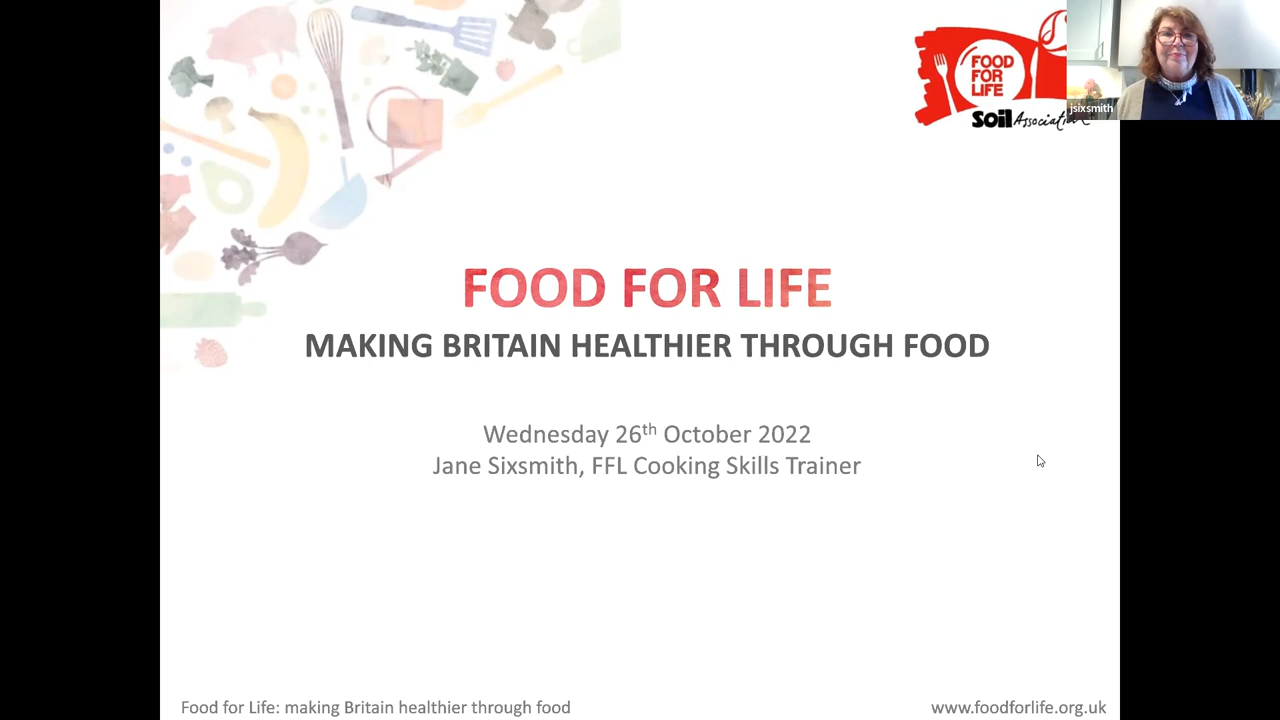 FOOD
FOR
LIFE
Soil Association
jsixsmith
FOOD FOR LIFE
MAKING BRITAIN HEALTHIER THROUGH FOOD
Wednesday 26th October 2022
Jane Sixsmith, FFL Cooking Skills Trainer
Food for Life: making Britain healthier through food
www.foodforlife.org.uk